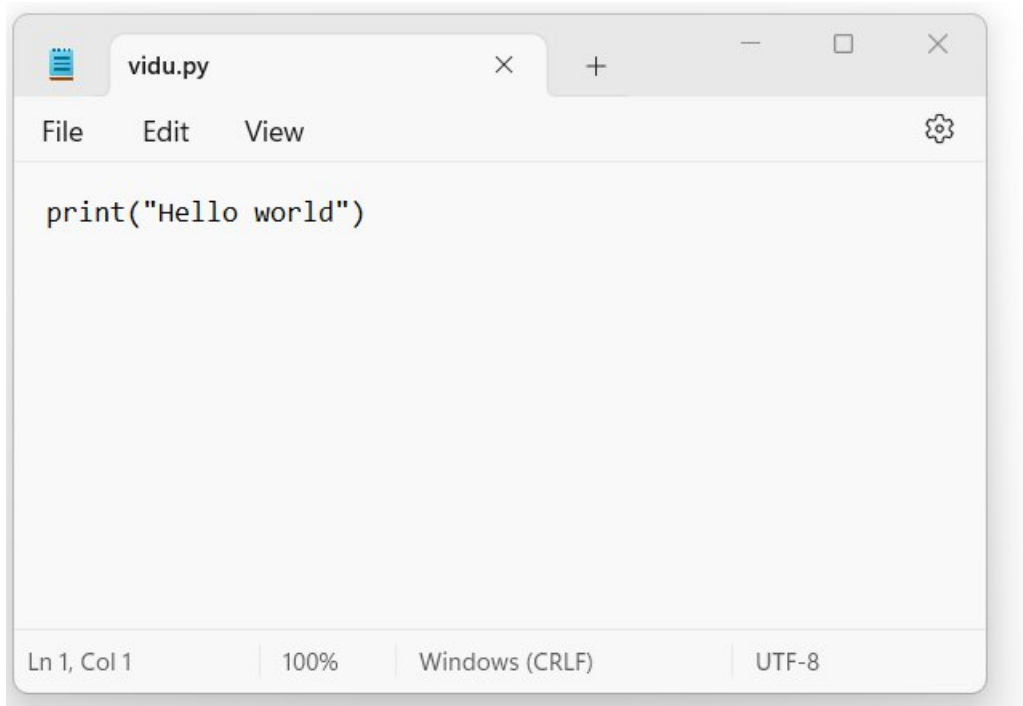 vidu.py
File Edit View
print("Hello world")
Ln 1, Col 1 100% Windows (CRLF) UTF-8